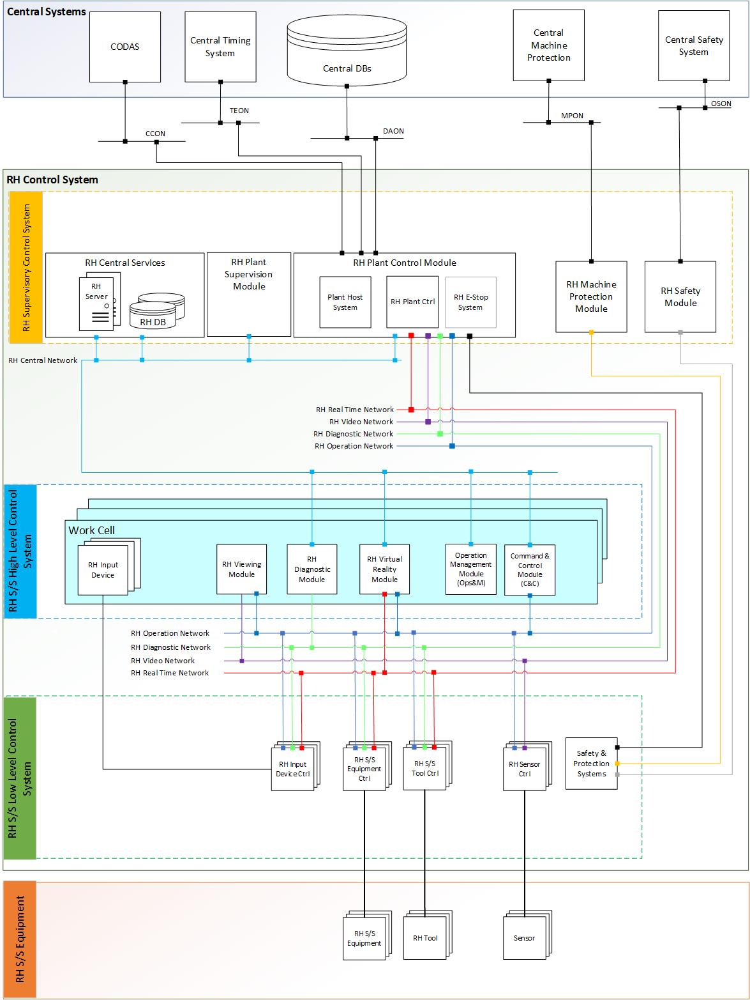 Central Systems
CODAS
Central Timing
System
Central DBs
Central
Machine
Protection
Central Safety
System
TEON
CCON
DAON
MPON
OSON
RH Control System
RH Supervisory Control System
RH Central Services
RH
Server
RH DB
RH Plant
Supervision
Module
RH Plant Control Module
Plant Host
System
RH Plant Ctrl
RH E-Stop
System
RH Machine
Protection
Module
RH Safety
Module
RH Central Network
RH Real Time Network
RH Video Network
RH Diagnostic Network
RH Operation Network
RH S/S High Level Control
System
Work Cell
RH Input
Device
RH Viewing
Module
RH
Diagnostic
Module
RH Virtual
Reality
Module
Operation
Management
Module
(Ops&M)
Command &
Control
Module
(C&C)
RH Operation Network
RH Diagnostic Network
RH Video Network
RH Real Time Network
RH S/S Low Level Control
System
RH Input
Device Ctrl
RH S/S
Equipment
Ctrl
RH S/S
Tool Ctrl
RH Sensor
Ctrl
Safety &
Protection
Systems
RH S/S Equipment
RH S/S
Equipment
RH Tool
Sensor